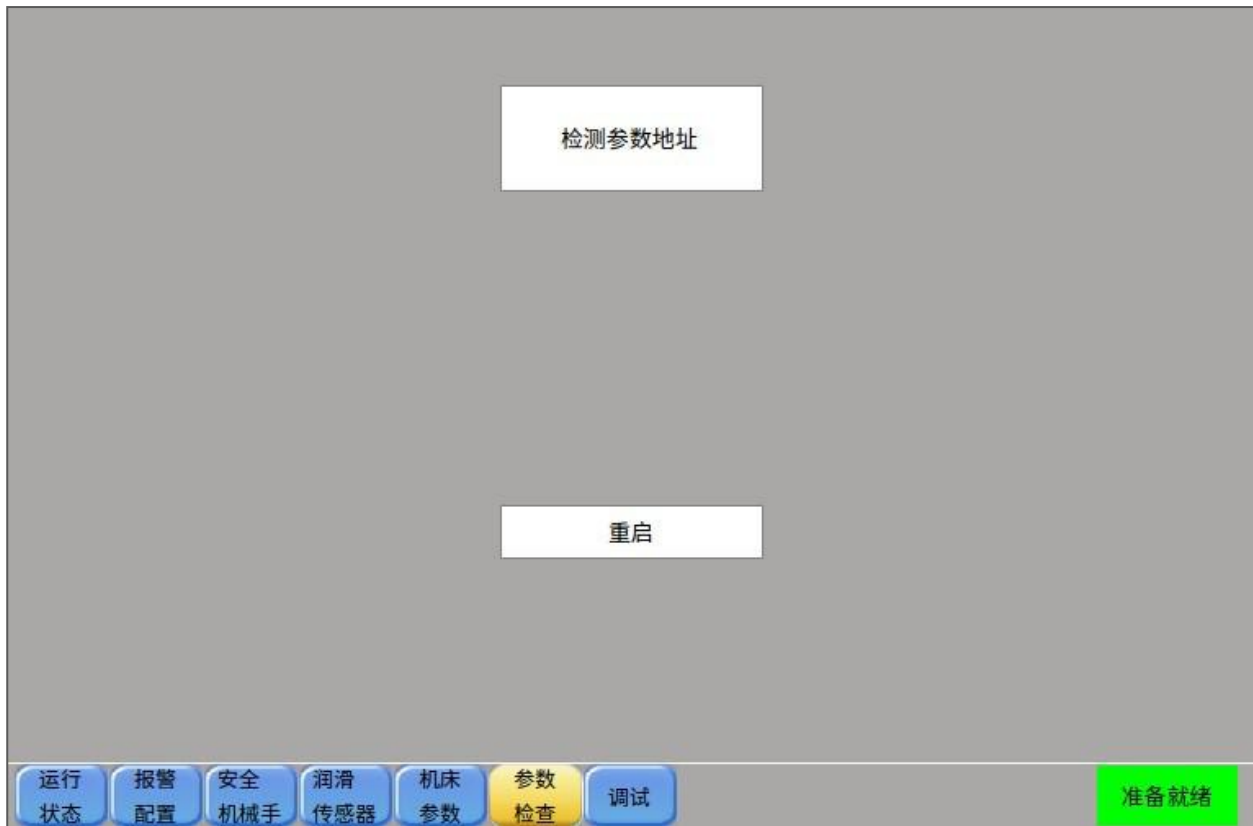 检测参数地址
重启
运行
状态
报警
配置
安全
机械手
润滑
传感器
机床
参数
参数
检查
调试
准备就绪